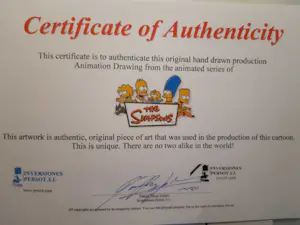 Certificate of Authenticity
This certificate is to authenticate this original hand drawn production
Animation Drawing from the animated series of
THE
SIMPSONS
This artwork is authentic, original piece of art that was used in the production of this cartoon.
This is unique. There are no two alike in the world!
INVERSIONES
PERSOT, S.L.
INVERSIONES
PERSOT, S.L.